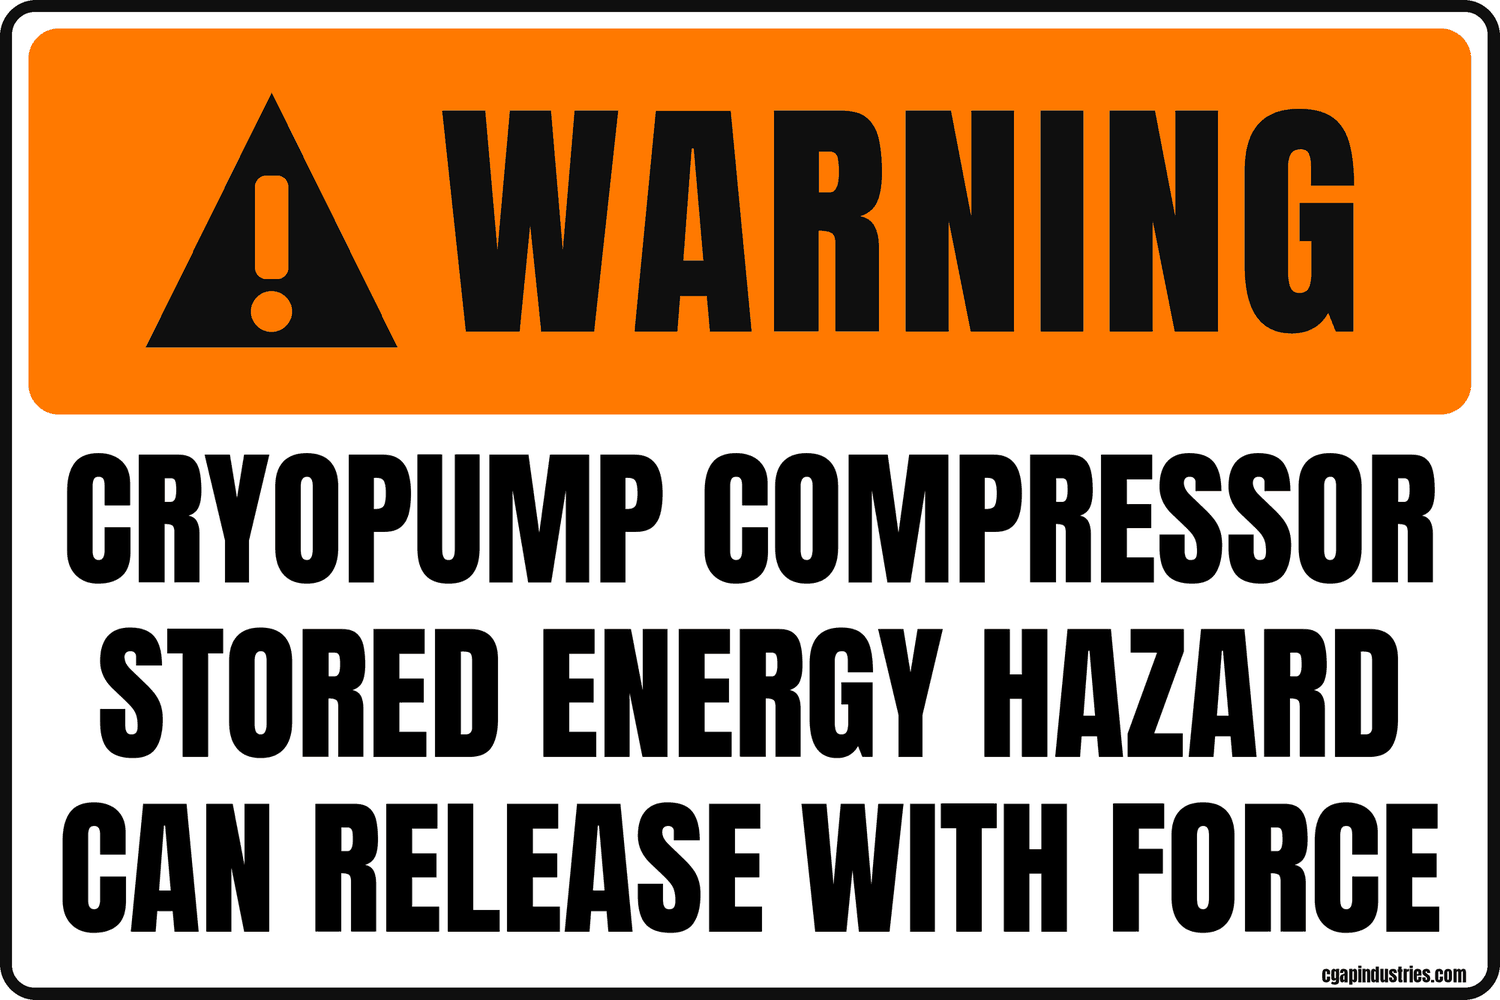 WARNING
CRYOPUMP COMPRESSOR
STORED ENERGY HAZARD
CAN RELEASE WITH FORCE
cgapindustries.com